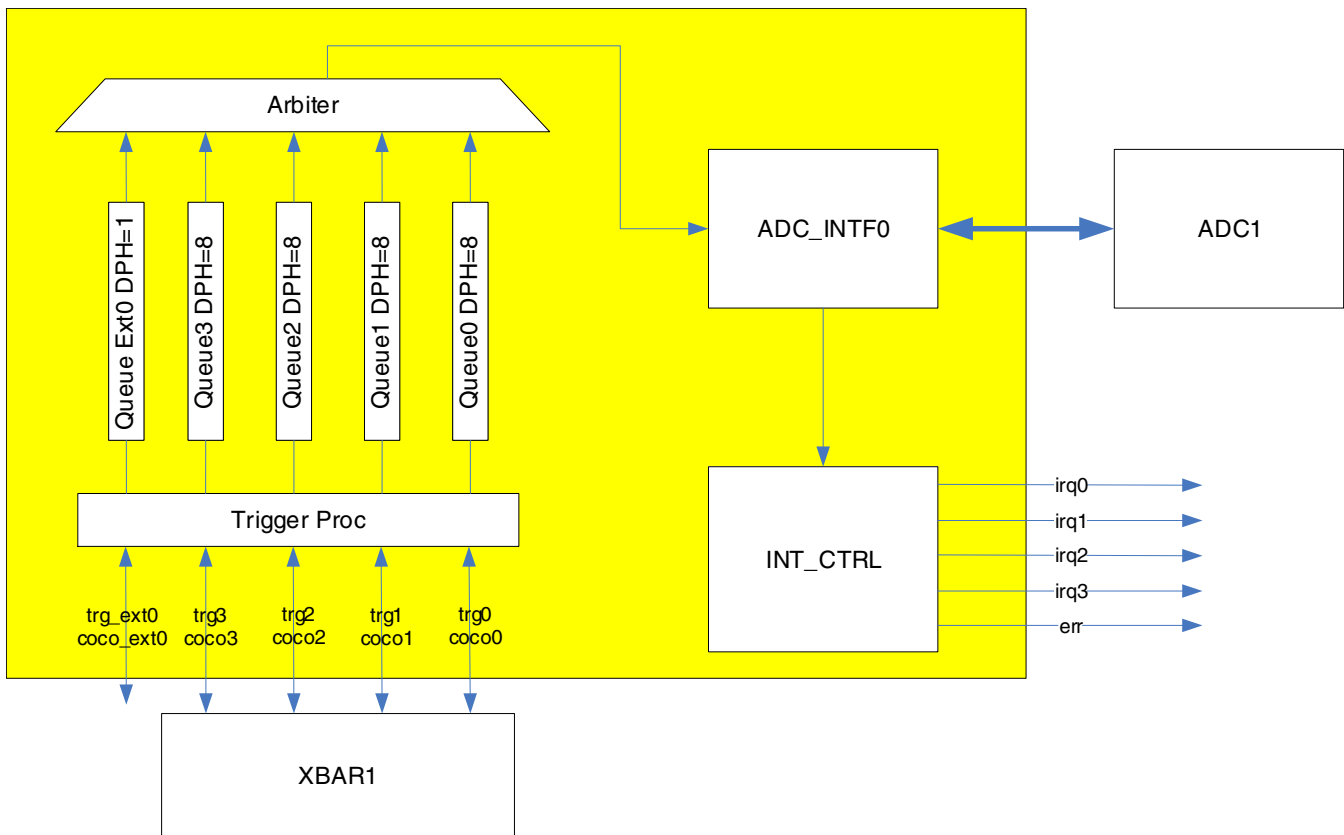 Arbiter
Queue Ext0 DPH=1
Queue3 DPH=8
Queue2 DPH=8
Queue1 DPH=8
Queue0 DPH=8
ADC_INTF0
ADC1
Trigger Proc
INT_CTRL
irq0
irq1
irq2
irq3
err
trg_ext0
coco_ext0
trg3
coco3
trg2
coco2
trg1
coco1
trg0
coco0
XBAR1